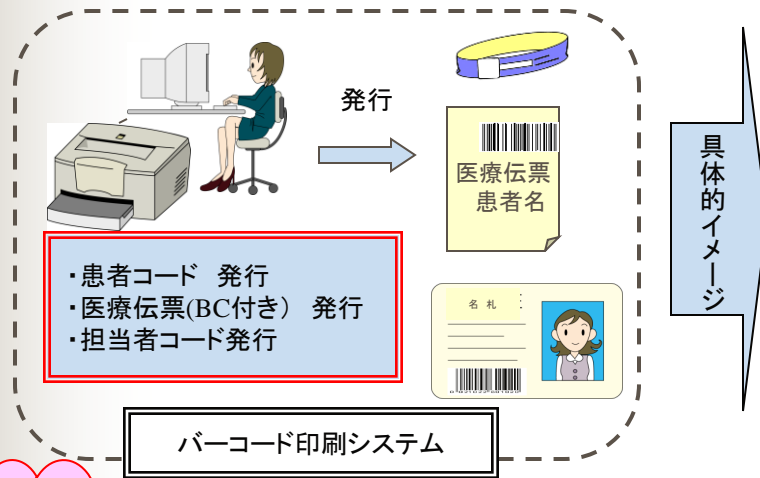 発行
医療伝票
患者名
・患者コード 発行
・医療伝票(BC付き） 発行
・担当者コード発行
名 札
バーコード印刷システム
具体的イメージ